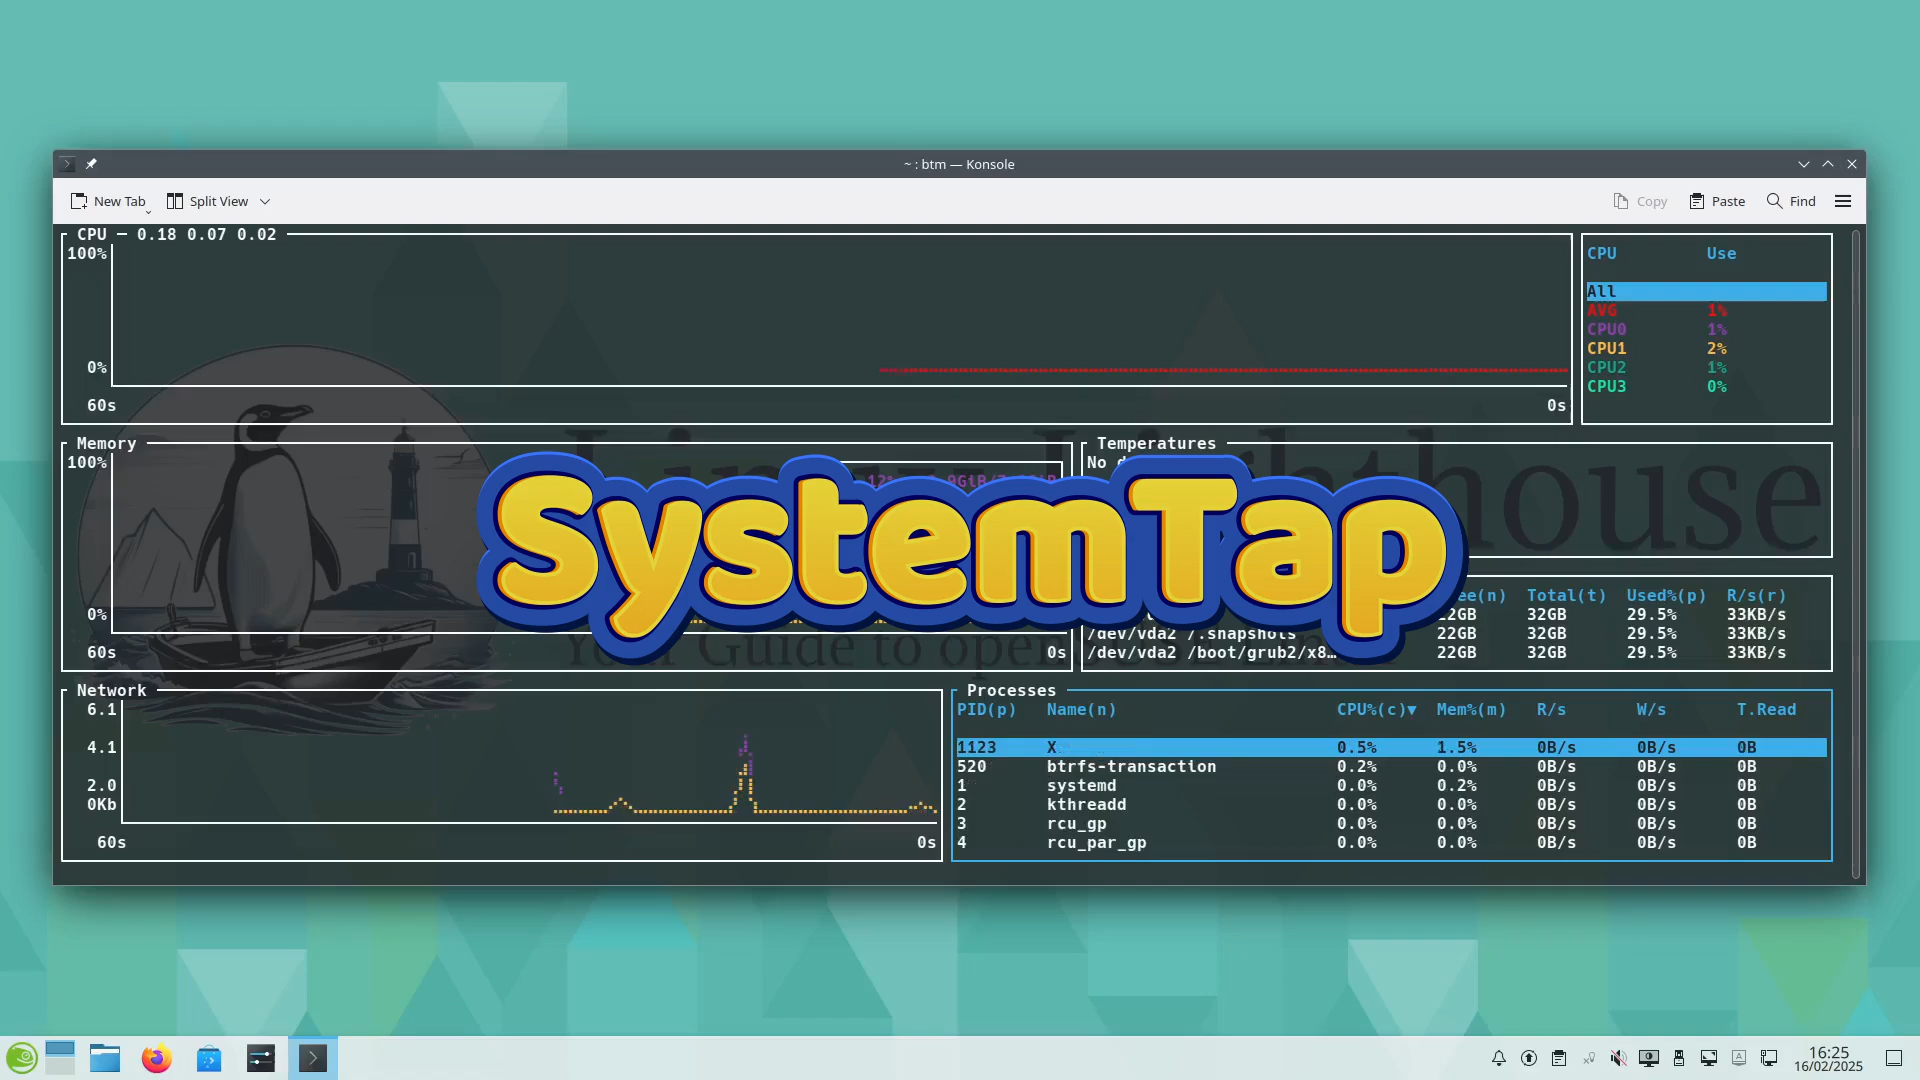 ~ : btm — Konsole
New Tab
Split View
Copy
Paste
Find
CPU — 0.18 0.07 0.02
100%
0%
60s
0s
CPU Use
All
AVG 1%
CPU0 1%
CPU1 2%
CPU2 1%
CPU3 0%
Memory
100%
12%
0%
60s
0s
Temperatures
No
house
SystemTap
Your Guide to
Total(t) Used%(p) R/s(r)
22GB 32GB 29.5% 33KB/s
/dev/vda2 /.snapshots 22GB 32GB 29.5% 33KB/s
/dev/vda2 /boot/grub2/x8… 22GB 32GB 29.5% 33KB/s
Network
6.1
4.1
2.0
0Kb
60s
0s
Processes
PID(p) Name(n) CPU%(c)▼ Mem%(m) R/s W/s T.Read
1123 X 0.5% 1.5% 0B/s 0B/s 0B
520 btrfs-transaction 0.2% 0.0% 0B/s 0B/s 0B
1 systemd 0.0% 0.2% 0B/s 0B/s 0B
2 kthreadd 0.0% 0.0% 0B/s 0B/s 0B
3 rcu_gp 0.0% 0.0% 0B/s 0B/s 0B
4 rcu_par_gp 0.0% 0.0% 0B/s 0B/s 0B
16:25
16/02/2025